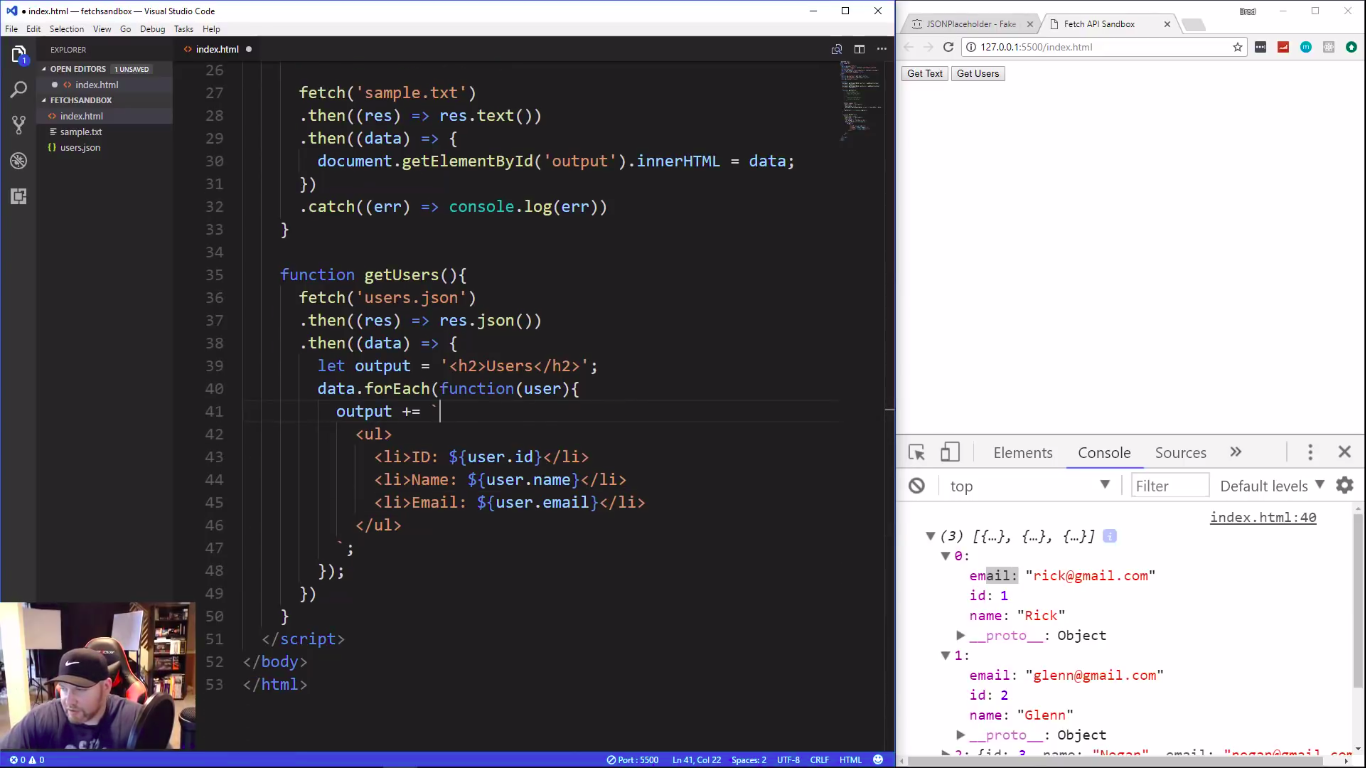 ● index.html - fetchsandbox - Visual Studio Code
File Edit Selection View Go Debug Tasks Help
EXPLORER
OPEN EDITORS 1 UNSAVED
● <> index.html
FETCHSANDBOX
<> index.html
sample.txt
{} users.json
1
<> index.html ●
26
27 fetch('sample.txt')
28 .then((res) => res.text())
29 .then((data) => {
30 document.getElementById('output').innerHTML = data;
31 })
32 .catch((err) => console.log(err))
33 }
34
35 function getUsers(){
36 fetch('users.json')
37 .then((res) => res.json())
38 .then((data) => {
39 let output = '<h2>Users</h2>';
40 data.forEach(function(user){
41 output += `
42 <ul>
43 <li>ID: ${user.id}</li>
44 <li>Name: ${user.name}</li>
45 <li>Email: ${user.email}</li>
46 </ul>
47 `;
48 });
49 })
50 }
51 </script>
52 </body>
53 </html>
0 0
Port : 5500 Ln 41, Col 22 Spaces: 2 UTF-8 CRLF HTML
Brad
JSONPlaceholder - Fake
Fetch API Sandbox
127.0.0.1:5500/index.html
Get Text Get Users
Elements Console Sources »
top Filter Default levels
index.html:40
(3) [{…}, {…}, {…}]
0:
email: "rick@gmail.com"
id: 1
name: "Rick"
__proto__: Object
1:
email: "glenn@gmail.com"
id: 2
name: "Glenn"
__proto__: Object
2: {id: 3, name: "Negan", email: "negan@gmail.com